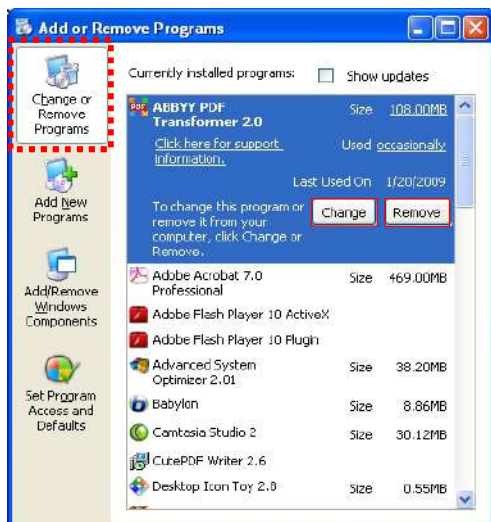 Add or Remove Programs
Change or
Remove
Programs
Add New
Programs
Add/Remove
Windows
Components
Set Program
Access and
Defaults
Currently installed programs:
Show updates
ABBYY PDF
Transformer 2.0
Size 108.00MB
Click here for support
information.
Used occasionally
Last Used On 1/20/2009
To change this program or
remove it from your
computer, click Change or
Remove.
Change
Remove
Adobe Acrobat 7.0
Professional
Size 469.00MB
Adobe Flash Player 10 ActiveX
Adobe Flash Player 10 Plugin
Advanced System
Optimizer 2.01
Size 38.20MB
Babylon Size 8.86MB
Camtasia Studio 2 Size 30.12MB
CutePDF Writer 2.6
Desktop Icon Toy 2.8 Size 0.55MB